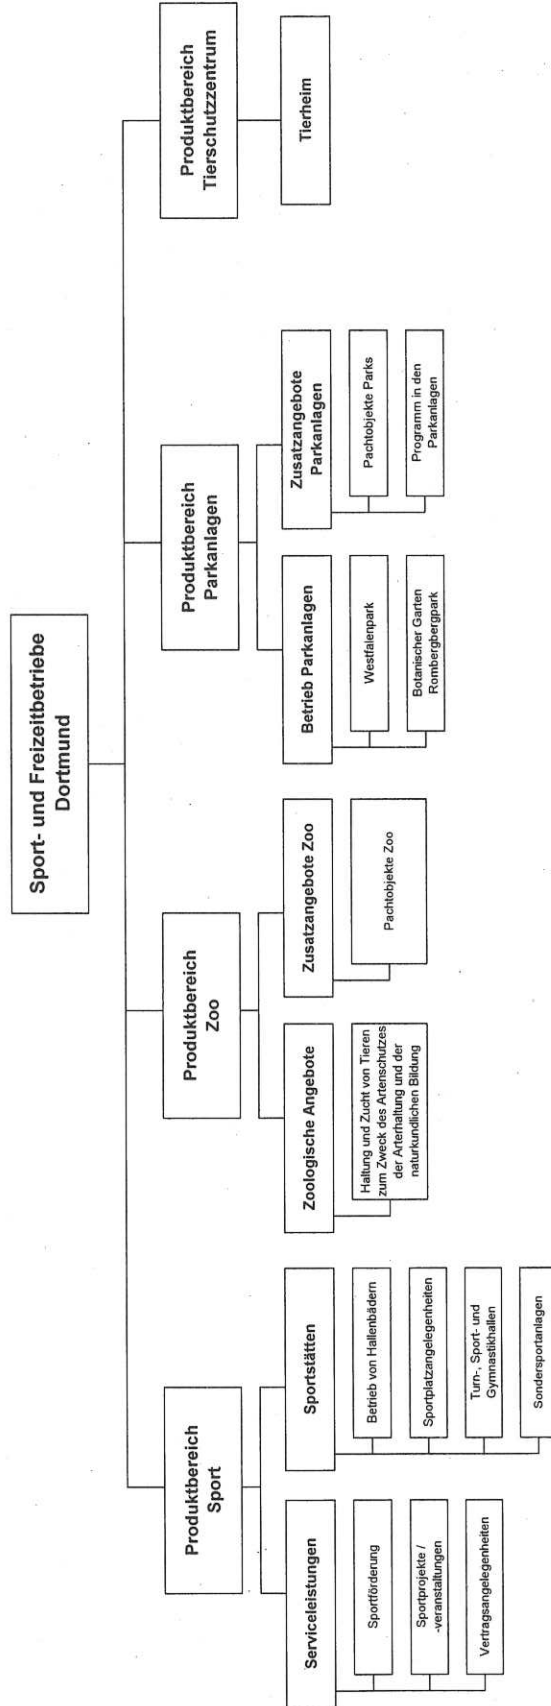 Sport- und Freizeitbetriebe
Dortmund
Produktbereich
Sport
Serviceleistungen
Sportförderung
Sportprojekte /
-veranstaltungen
Vertragsangelegenheiten
Sportstätten
Betrieb von Hallenbädern
Sportplatzangelegenheiten
Turn-, Sport- und
Gymnastikhallen
Sondersportanlagen
Produktbereich
Zoo
Zoologische Angebote
Haltung und Zucht von Tieren
zum Zweck des Artenschutzes
der Arterhaltung und der
naturkundlichen Bildung
Zusatzangebote Zoo
Pachtobjekte Zoo
Produktbereich
Parkanlagen
Betrieb Parkanlagen
Westfalenpark
Botanischer Garten
Rombergbergpark
Zusatzangebote
Parkanlagen
Pachtobjekte Parks
Programm in den
Parkanlagen
Produktbereich
Tierschutzzentrum
Tierheim